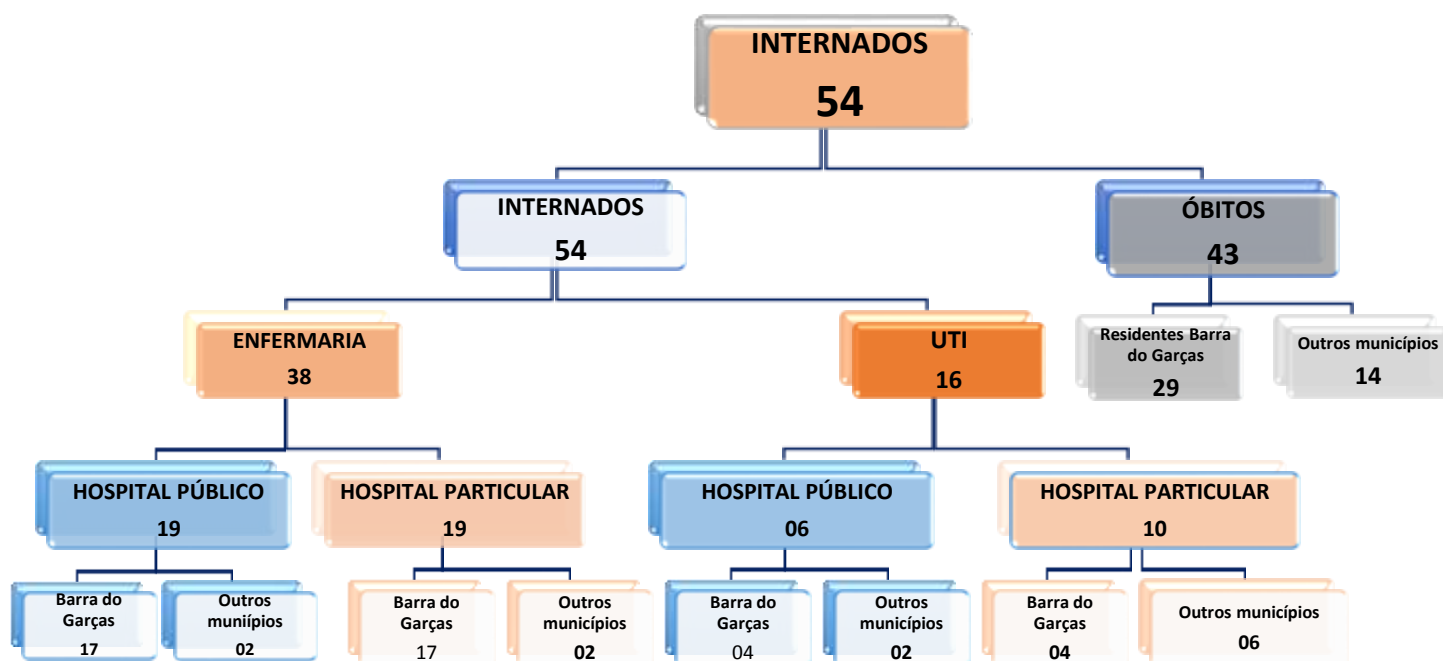 INTERNADOS
54
INTERNADOS
54
ÓBITOS
43
ENFERMARIA
38
UTI
16
Residentes Barra
do Garças
29
Outros municípios
14
HOSPITAL PÚBLICO
19
HOSPITAL PARTICULAR
19
HOSPITAL PÚBLICO
06
HOSPITAL PARTICULAR
10
Barra do
Garças
17
Outros
muniípios
02
Barra do
Garças
17
Outros
municípios
02
Barra do
Garças
04
Outros
municípios
02
Barra do
Garças
04
Outros municípios
06